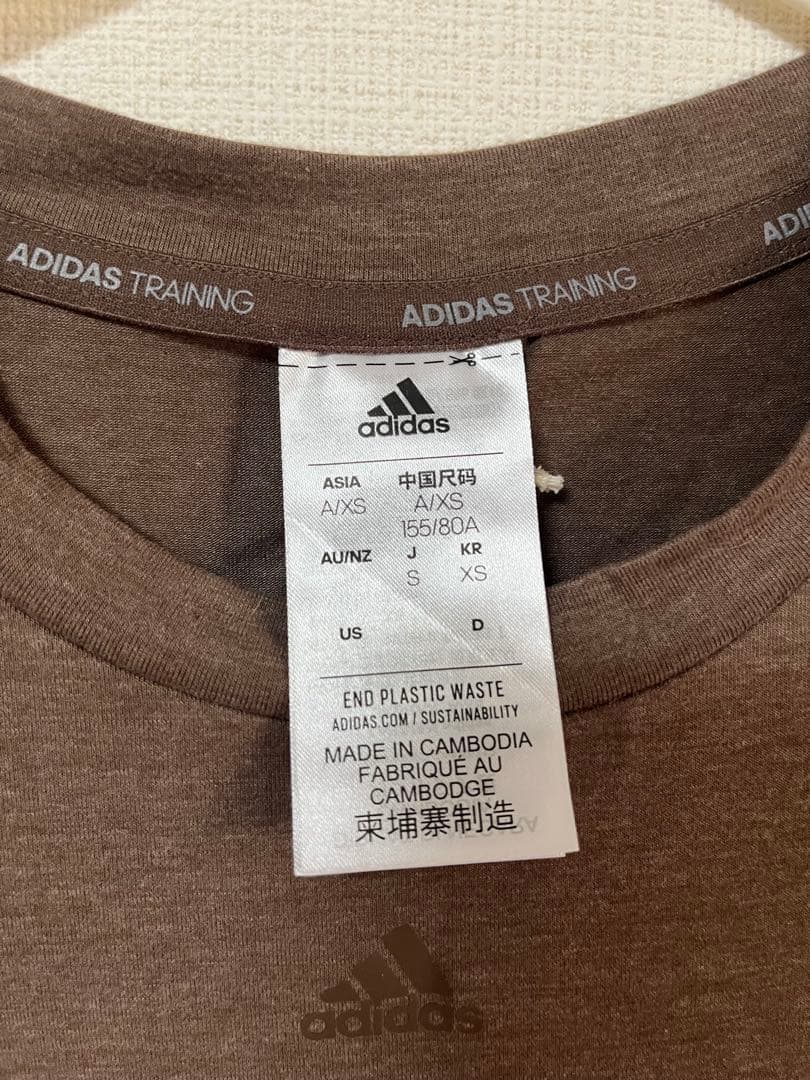 ADIDAS TRAINING
ADIDAS TRAINING
ADI
adidas
ASIA
A/XS
中国尺码
A/XS
155/80A
AU/NZ
J
S
KR
XS
US
D
END PLASTIC WASTE
ADIDAS.COM / SUSTAINABILITY
MADE IN CAMBODIA
FABRIQUÉ AU
CAMBODGE
柬埔寨制造
adidas